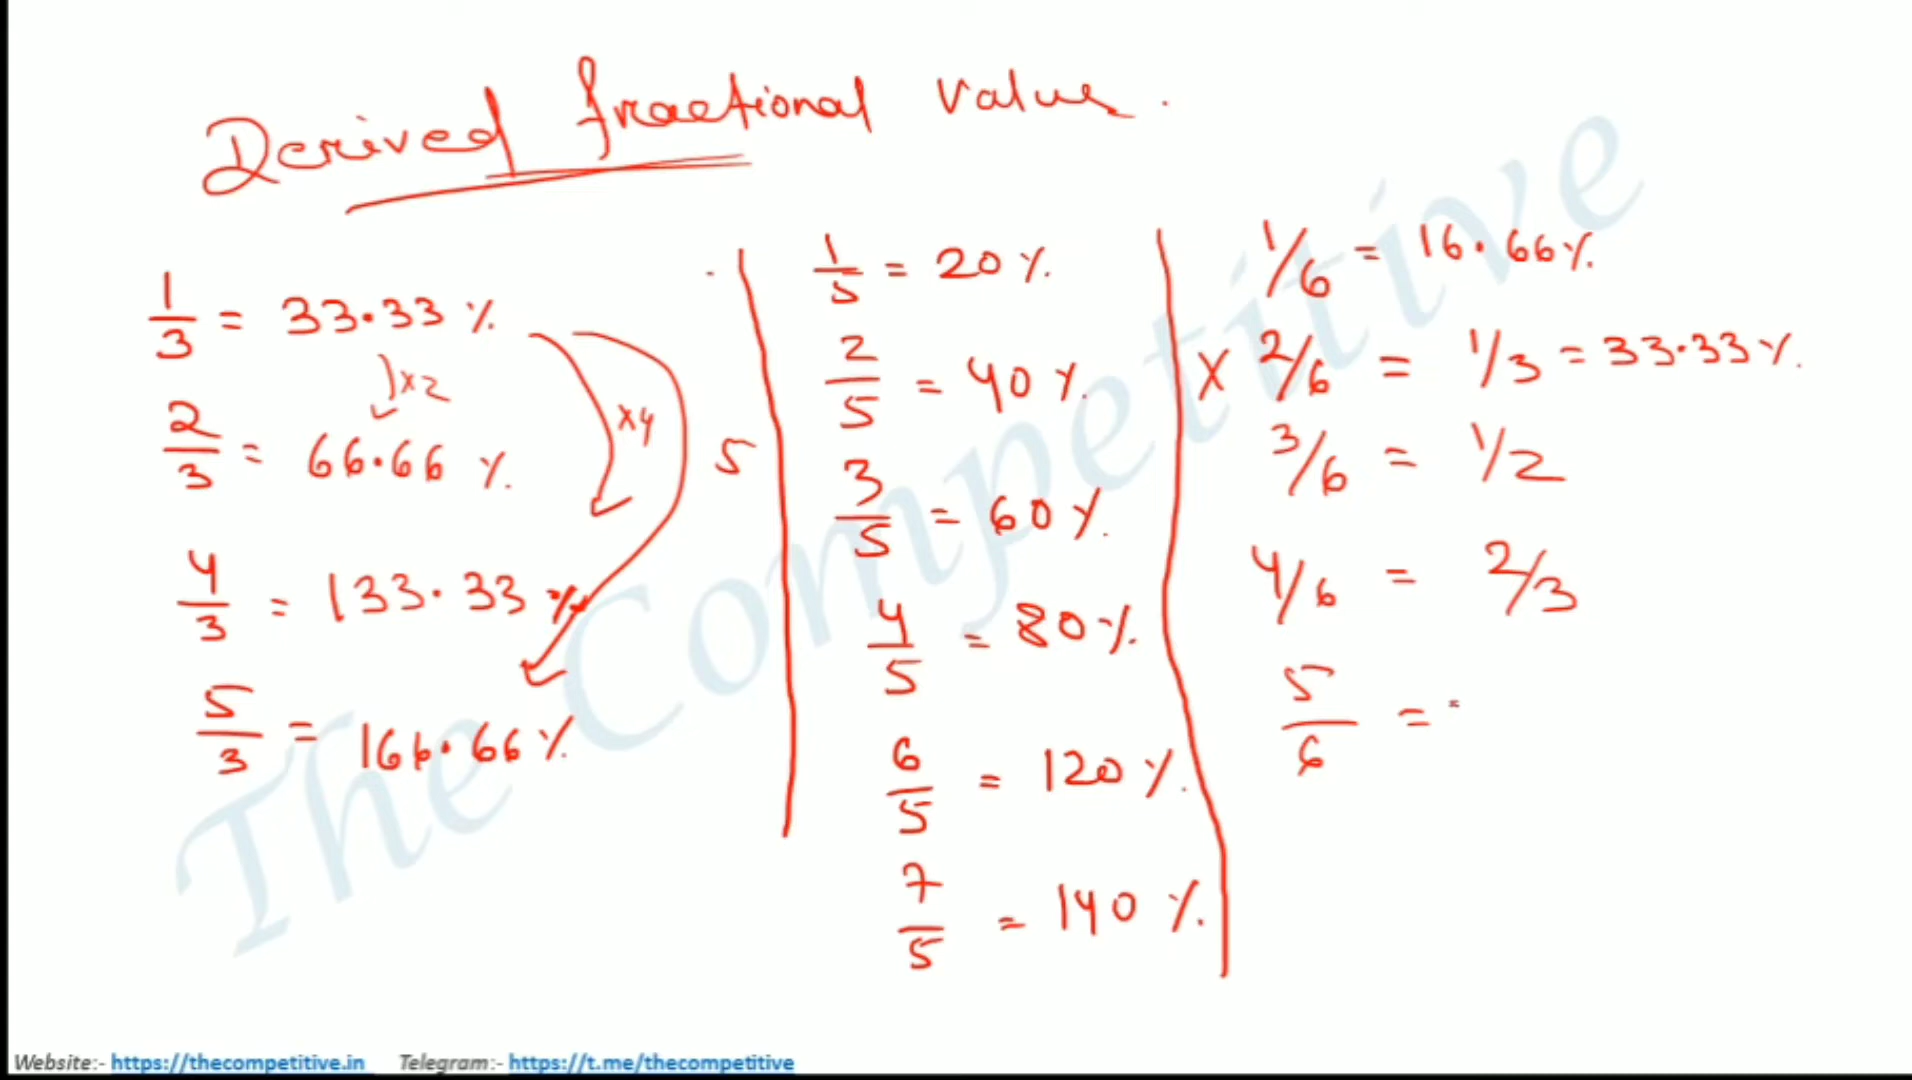 Derived fractional value.
1/3 = 33.33 %
×2
2/3 = 66.66 %
×4
5
4/3 = 133.33 %
5/3 = 166.66 %
1/5 = 20 %
2/5 = 40 %
3/5 = 60 %
4/5 = 80 %
6/5 = 120 %
7/5 = 140 %
1/6 = 16.66 %
× 2/6 = 1/3 = 33.33 %
3/6 = 1/2
4/6 = 2/3
5/6 =
The Competitive
Website:- https://thecompetitive.in Telegram:- https://t.me/thecompetitive